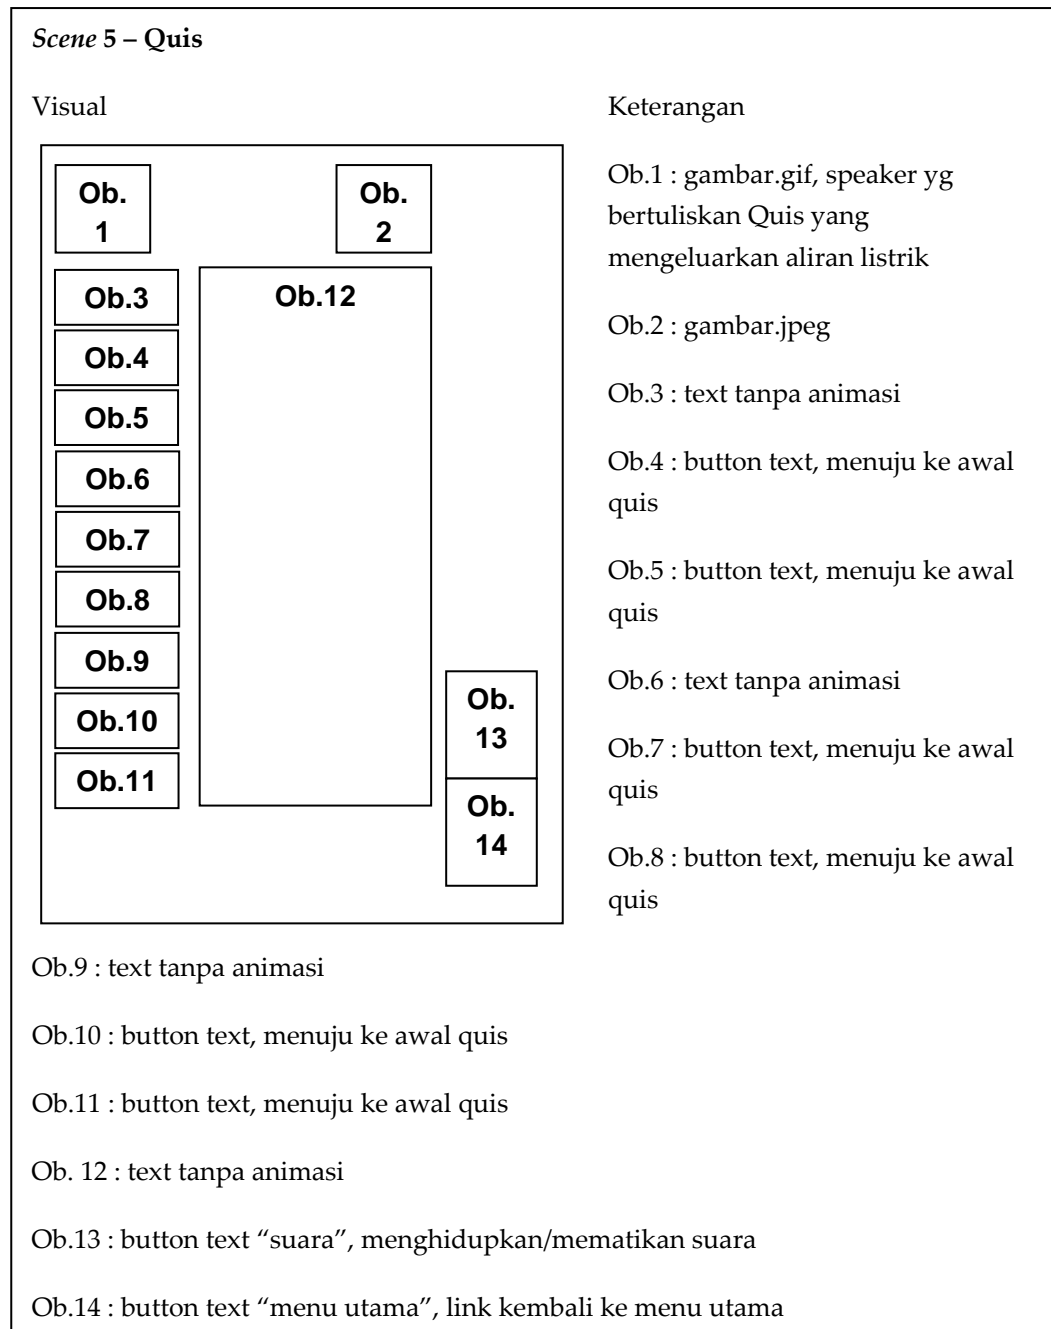 Scene 5 – Quis
Visual
Keterangan
Ob.
1
Ob.
2
Ob.3
Ob.4
Ob.5
Ob.6
Ob.7
Ob.8
Ob.9
Ob.10
Ob.11
Ob.12
Ob.
13
Ob.
14
Ob.1 : gambar.gif, speaker yg
bertuliskan Quis yang
mengeluarkan aliran listrik
Ob.2 : gambar.jpeg
Ob.3 : text tanpa animasi
Ob.4 : button text, menuju ke awal
quis
Ob.5 : button text, menuju ke awal
quis
Ob.6 : text tanpa animasi
Ob.7 : button text, menuju ke awal
quis
Ob.8 : button text, menuju ke awal
quis
Ob.9 : text tanpa animasi
Ob.10 : button text, menuju ke awal quis
Ob.11 : button text, menuju ke awal quis
Ob. 12 : text tanpa animasi
Ob.13 : button text “suara”, menghidupkan/mematikan suara
Ob.14 : button text “menu utama”, link kembali ke menu utama